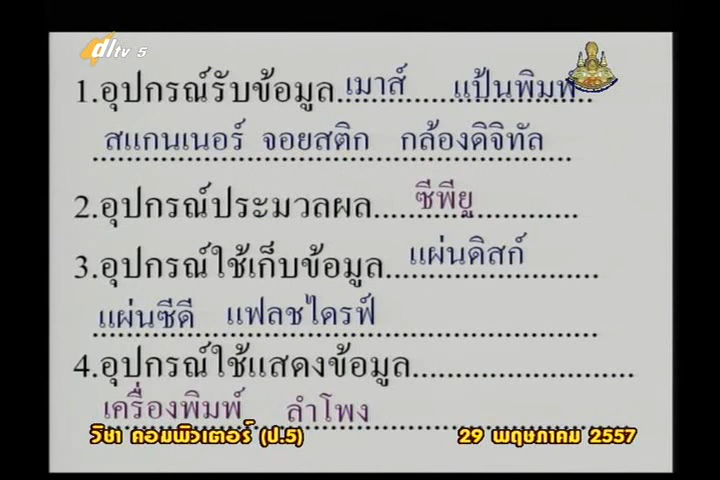 dltv 5
1.อุปกรณ์รับข้อมูล เมาส์ แป้นพิมพ์
สแกนเนอร์ จอยสติก กล้องดิจิทัล
2.อุปกรณ์ประมวลผล ซีพียู
3.อุปกรณ์ใช้เก็บข้อมูล แผ่นดิสก์
แผ่นซีดี แฟลชไดรฟ์
4.อุปกรณ์ใช้แสดงข้อมูล
เครื่องพิมพ์ ลำโพง
วิชา คอมพิวเตอร์ (ป.5) 29 พฤษภาคม 2557